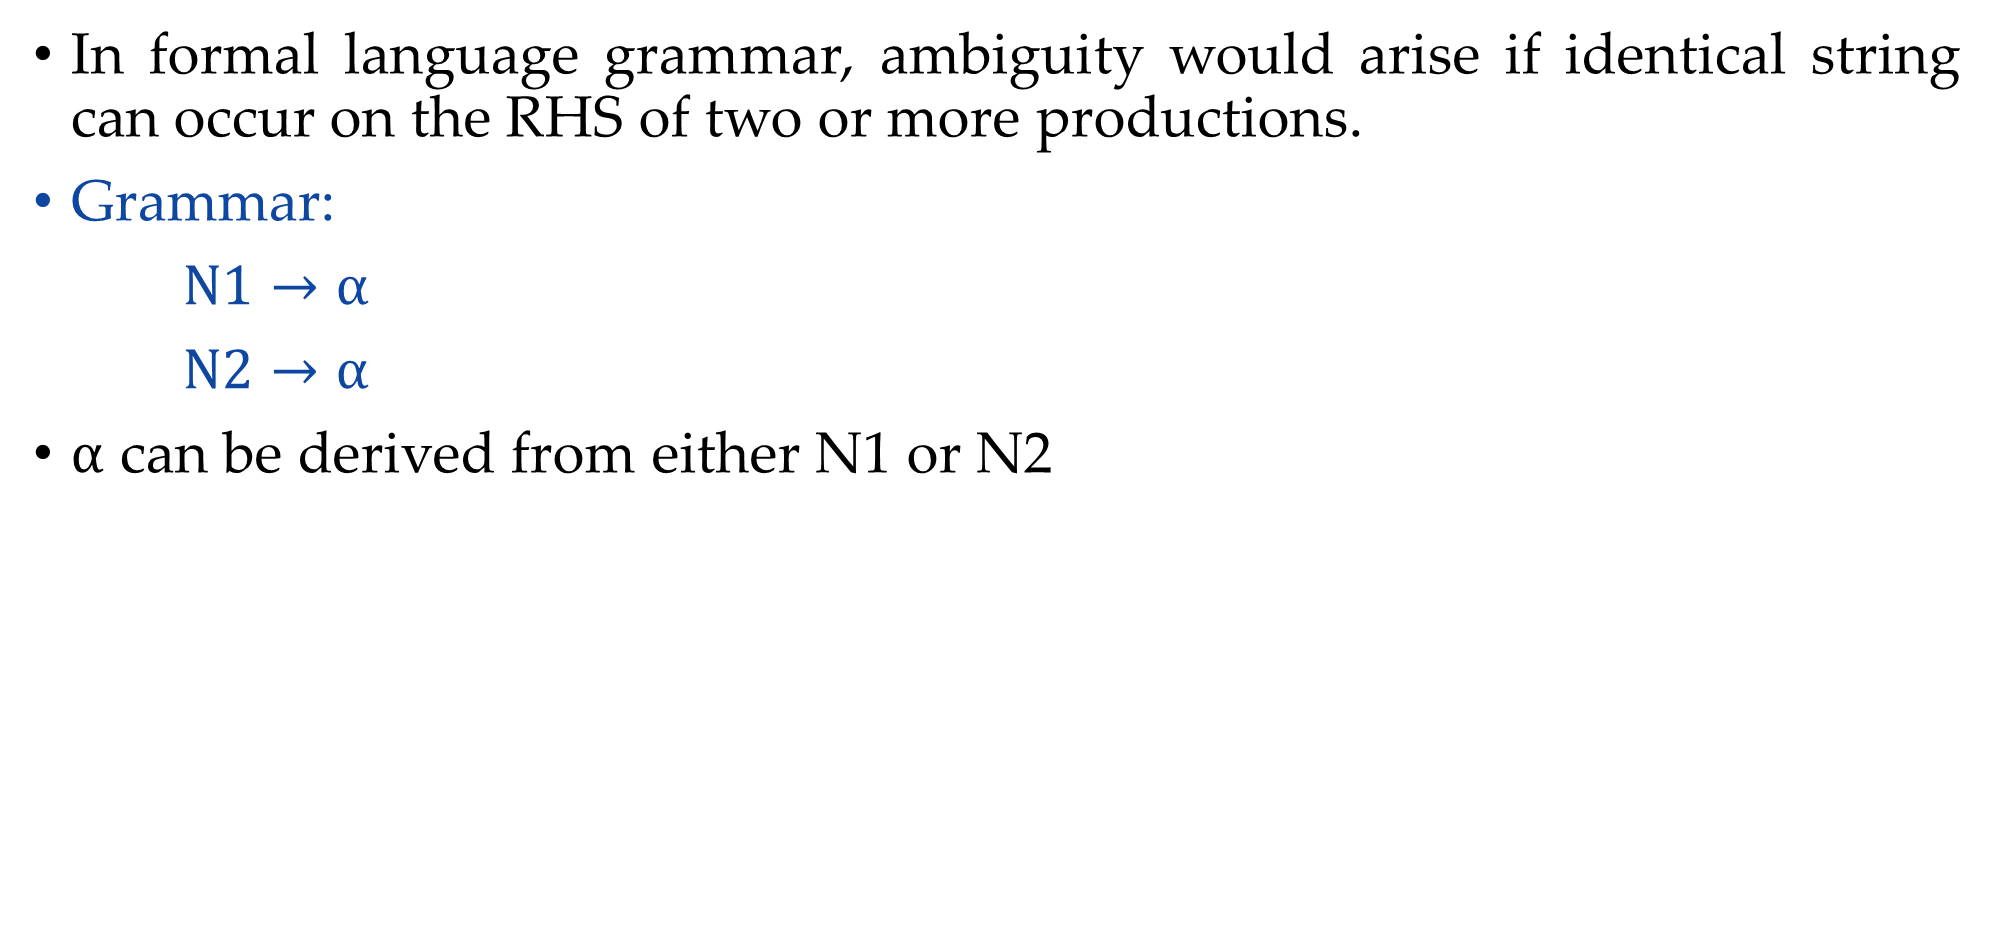 • In formal language grammar, ambiguity would arise if identical string
can occur on the RHS of two or more productions.
• Grammar:
N1 → α
N2 → α
• α can be derived from either N1 or N2